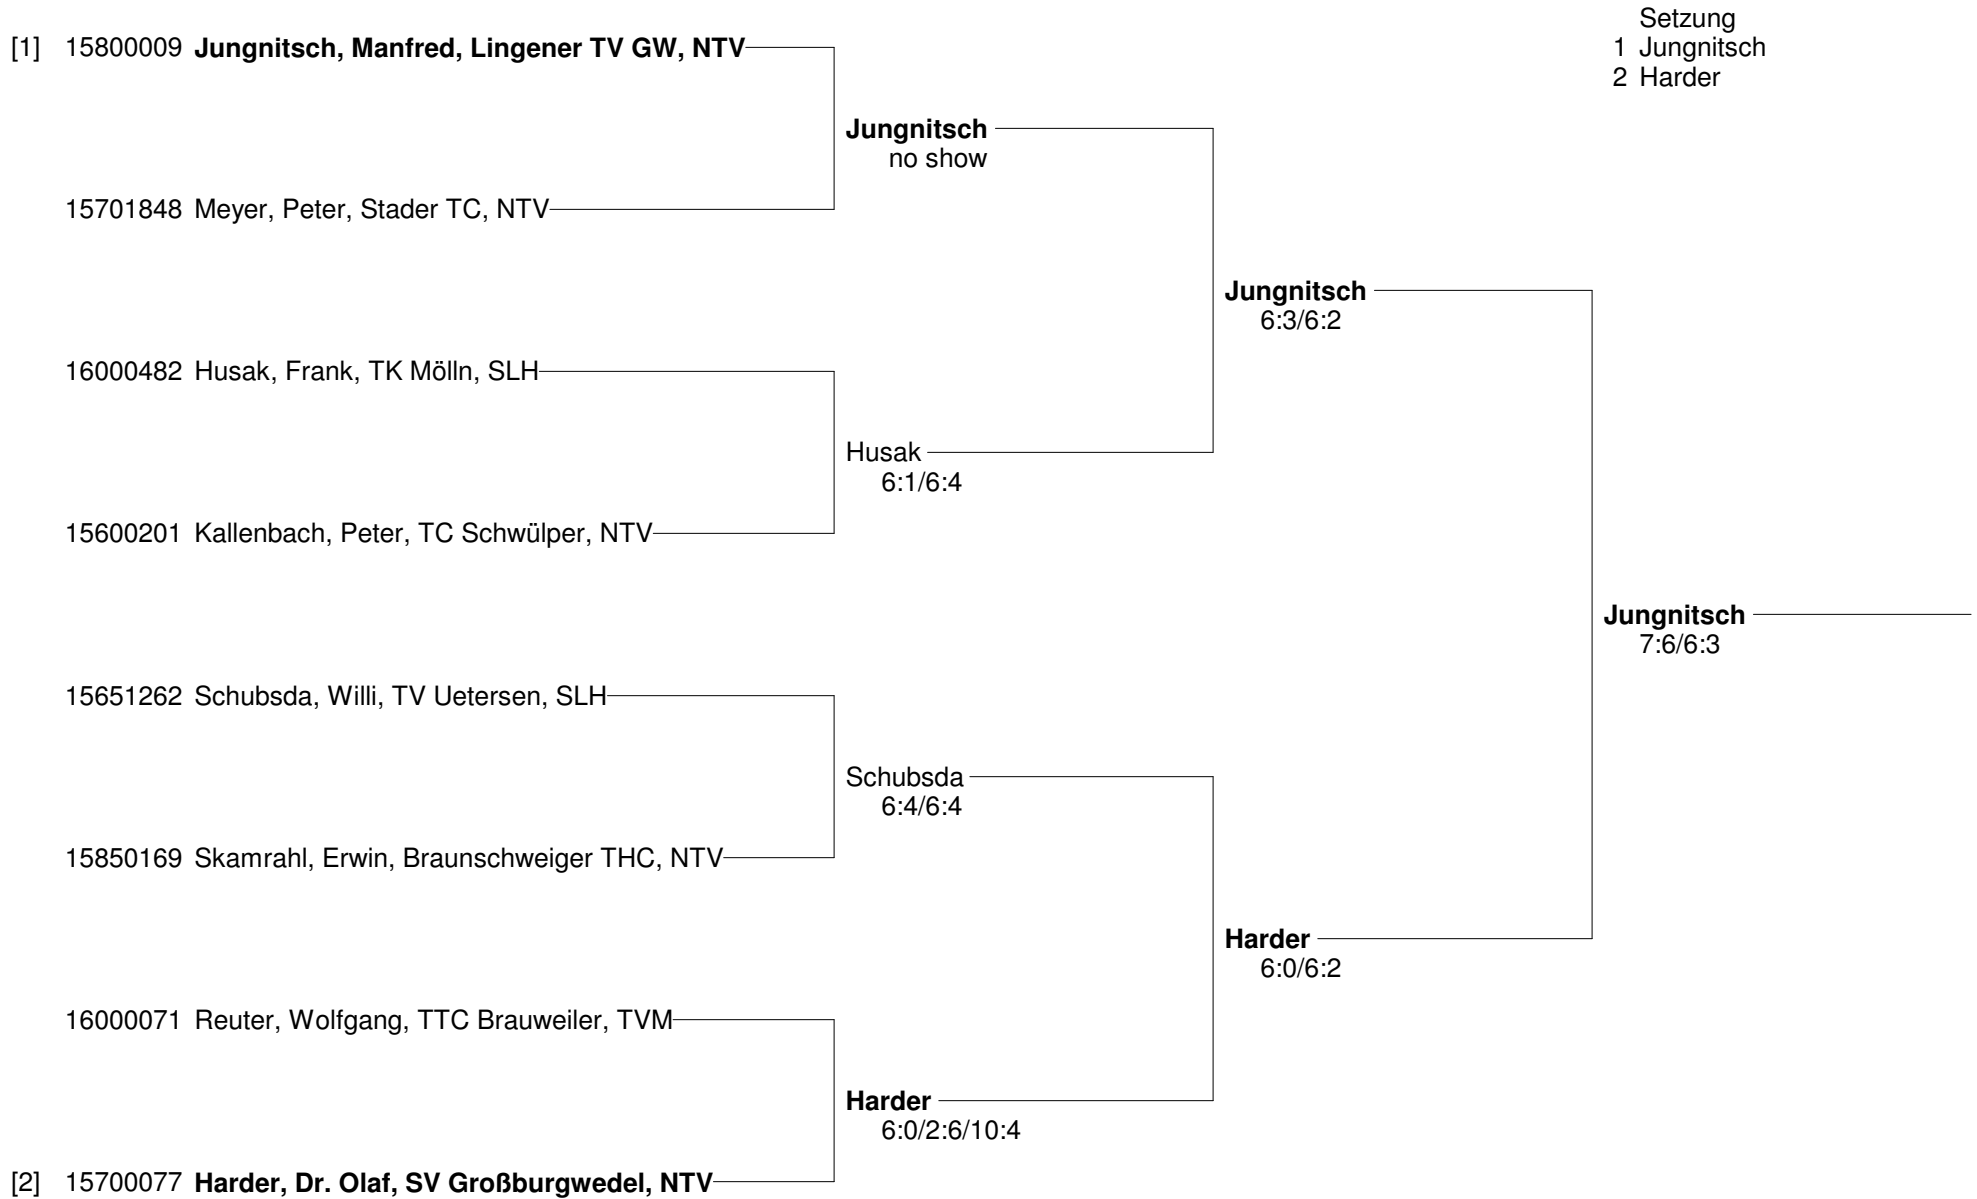 Setzung
1 Jungnitsch
2 Harder
[1] 15800009 Jungnitsch, Manfred, Lingener TV GW, NTV
Jungnitsch
no show
15701848 Meyer, Peter, Stader TC, NTV
Jungnitsch
6:3/6:2
16000482 Husak, Frank, TK Mölln, SLH
Husak
6:1/6:4
15600201 Kallenbach, Peter, TC Schwülper, NTV
Jungnitsch
7:6/6:3
15651262 Schubsda, Willi, TV Uetersen, SLH
Schubsda
6:4/6:4
15850169 Skamrahl, Erwin, Braunschweiger THC, NTV
Harder
6:0/6:2
16000071 Reuter, Wolfgang, TTC Brauweiler, TVM
Harder
6:0/2:6/10:4
[2] 15700077 Harder, Dr. Olaf, SV Großburgwedel, NTV